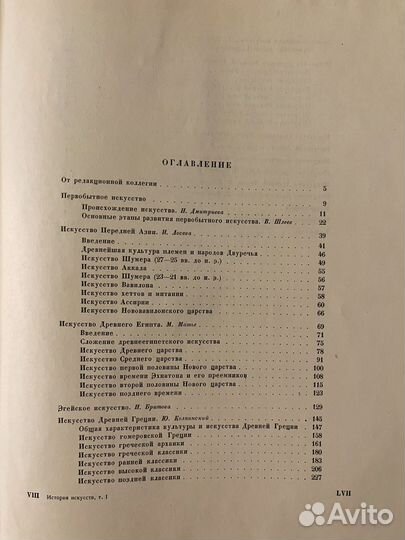 ОГЛАВЛЕНИЕ
От редакционной коллегии 5
Первобытное искусство 9
Происхождение искусства. Н. Дмитриева 11
Основные этапы развития первобытного искусства. В. Шлеев 22
Искусство Передней Азии. И. Лосева 39
Введение 41
Древнейшая культура племен и народов Двуречья 46
Искусство Шумера (27—25 вв. до н. э.) 49
Искусство Аккада 55
Искусство Шумера (23—21 вв. до н. э.) 56
Искусство Вавилона 57
Искусство хеттов и митанни 58
Искусство Ассирии 60
Искусство Нововавилонского царства 66
Искусство Древнего Египта. М. Матье 69
Введение 71
Сложение древнеегипетского искусства 75
Искусство Древнего царства 78
Искусство Среднего царства 91
Искусство первой половины Нового царства 100
Искусство времени Эхнатона и его преемников 108
Искусство второй половины Нового царства 115
Искусство позднего времени 123
Эгейское искусство. Н. Бритова 129
Искусство Древней Греции. Ю. Колпинский 145
Общая характеристика культуры и искусства Древней Греции 147
Искусство гомеровской Греции 158
Искусство греческой архаики 161
Искусство греческой классики 180
Искусство ранней классики 183
Искусство высокой классики 206
Искусство поздней классики 227
VIII История искусств, т. I LVII
Avito